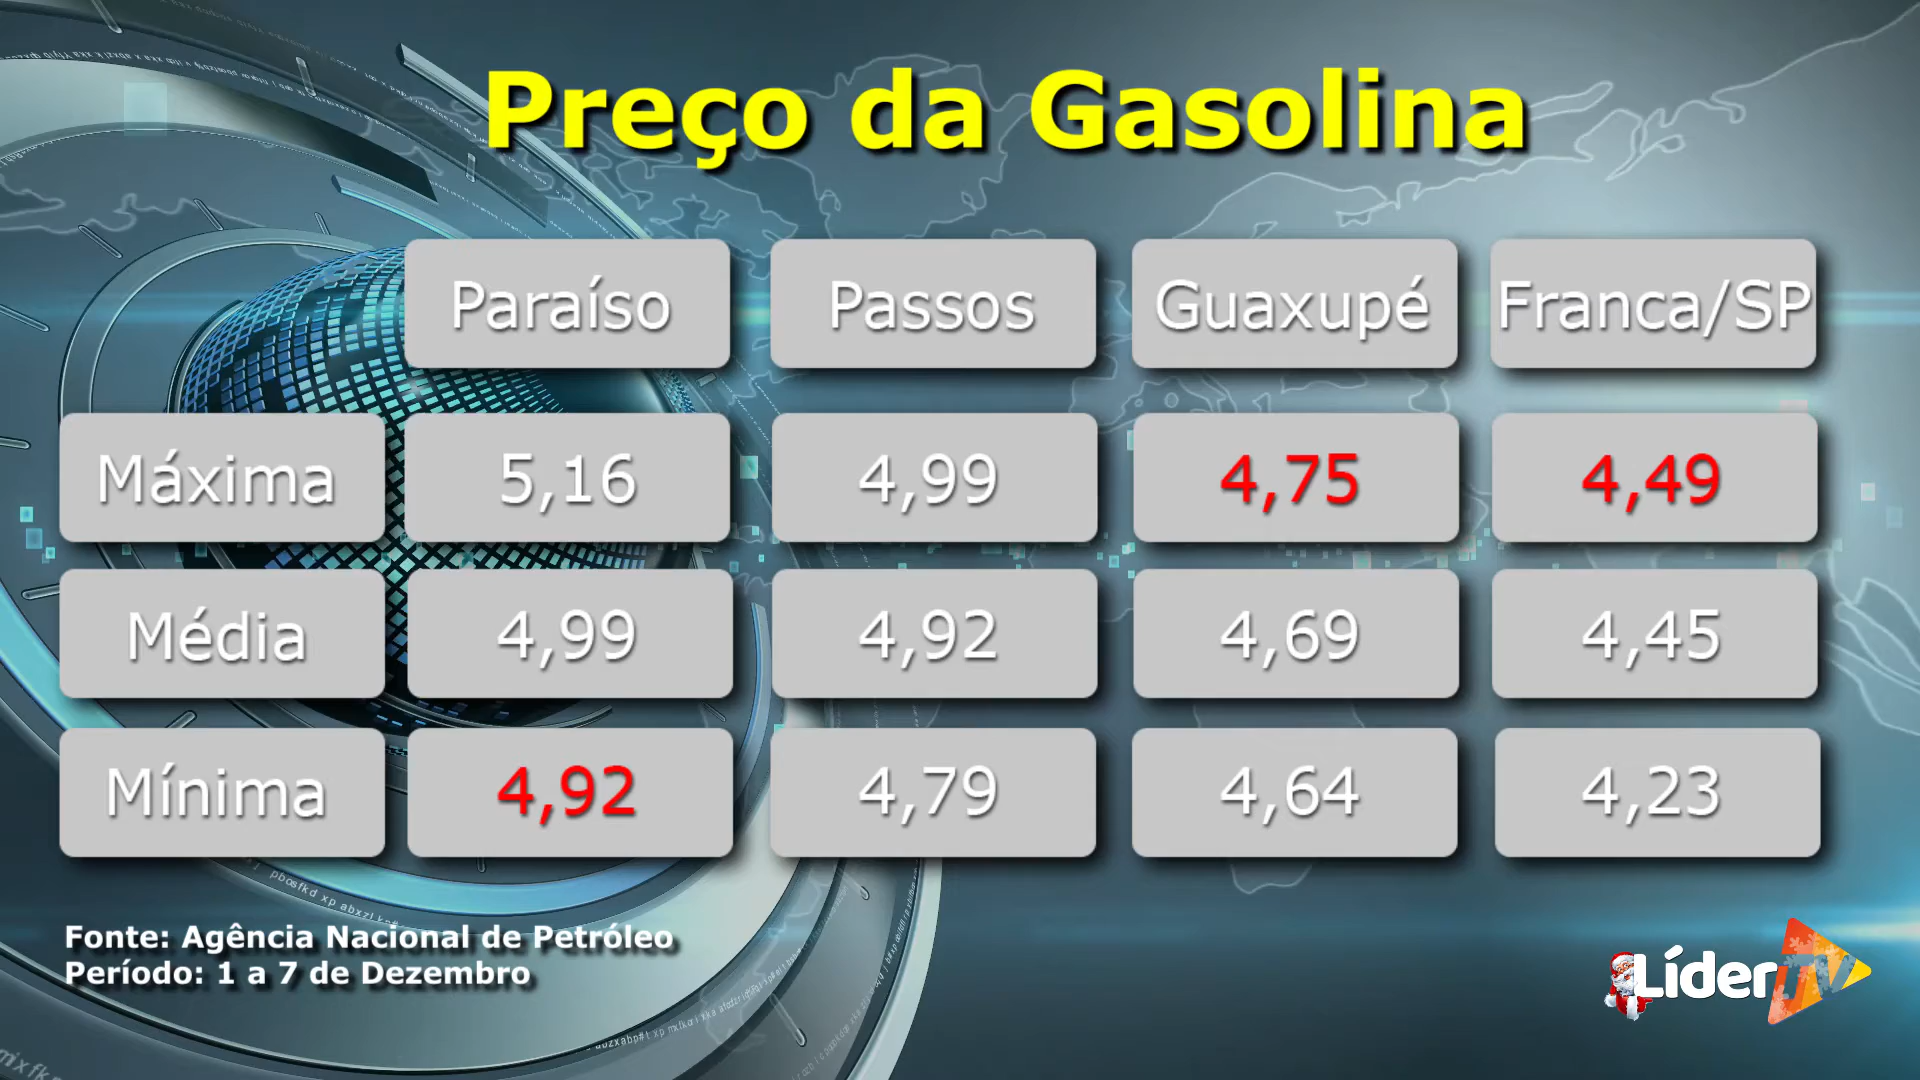 Preço da Gasolina
Paraíso Passos Guaxupé Franca/SP
Máxima 5,16 4,99 4,75 4,49
Média 4,99 4,92 4,69 4,45
Mínima 4,92 4,79 4,64 4,23
Fonte: Agência Nacional de Petróleo
Período: 1 a 7 de Dezembro
Líder TV